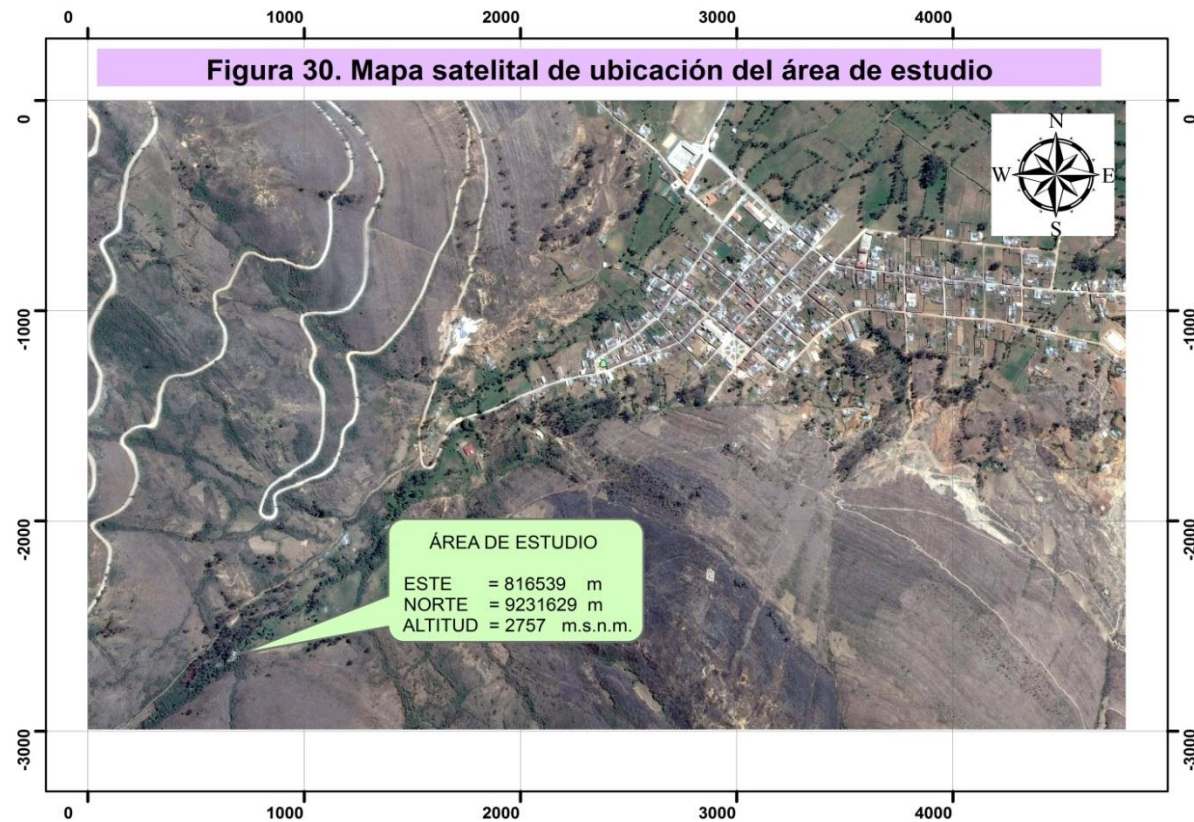 0 1000 2000 3000 4000
Figura 30. Mapa satelital de ubicación del área de estudio
0 0
N
W E
S
-1000 -1000
-2000 -2000
ÁREA DE ESTUDIO
ESTE = 816539 m
NORTE = 9231629 m
ALTITUD = 2757 m.s.n.m.
-3000 -3000
0 1000 2000 3000 4000